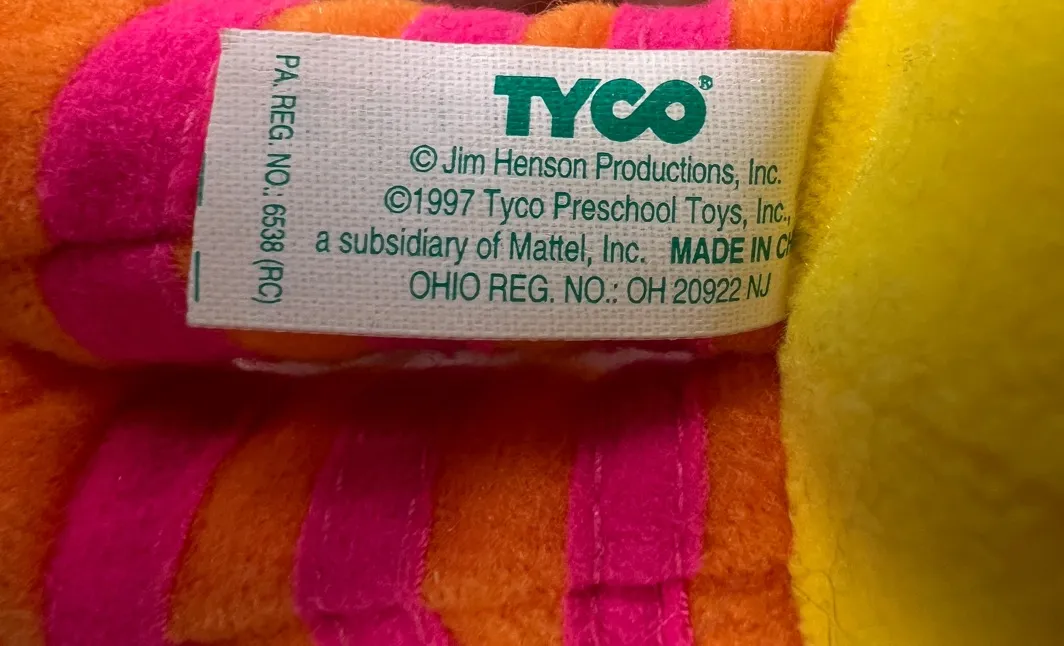 TYCO®
© Jim Henson Productions, Inc.
©1997 Tyco Preschool Toys, Inc.,
a subsidiary of Mattel, Inc. MADE IN
OHIO REG. NO.: OH 20922 NJ
PA. REG. NO.: 6538 (RC)